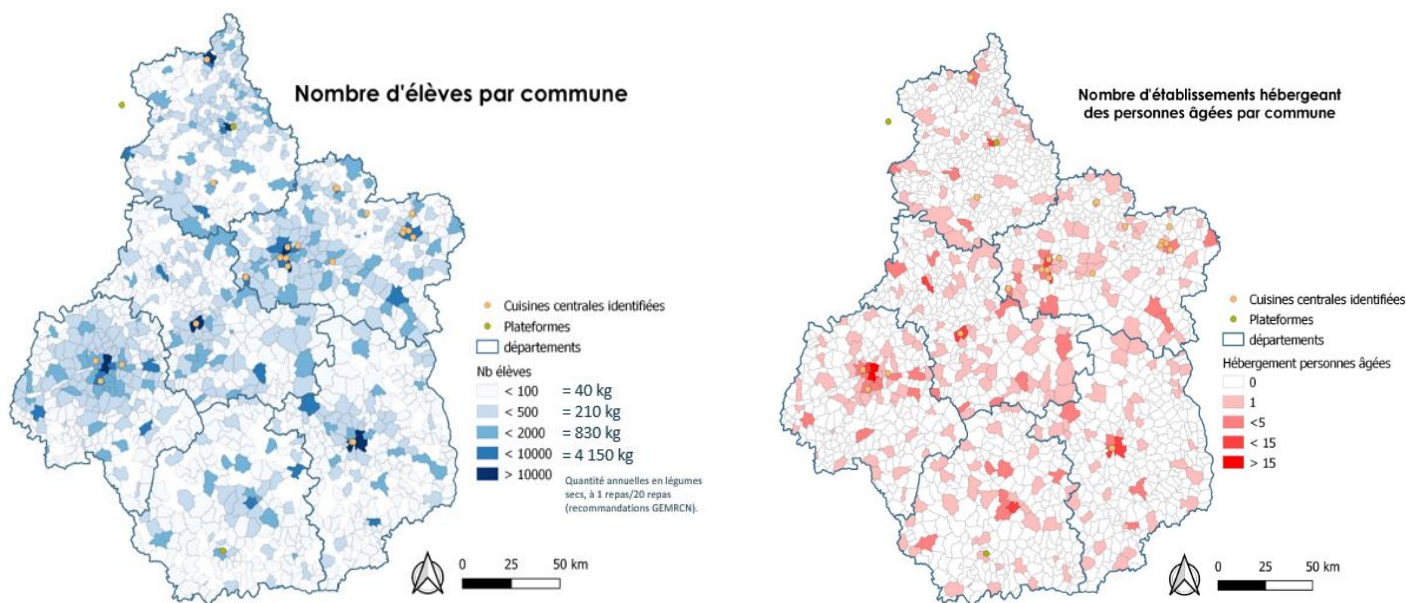 Nombre d'élèves par commune
Cuisines centrales identifiées
Plateformes
départements
Nb élèves
< 100 = 40 kg
< 500 = 210 kg
< 2000 = 830 kg
< 10000 = 4 150 kg
> 10000
Quantité annuelles en légumes
secs, à 1 repas/20 repas
(recommandations GEMRCN).
0 25 50 km
Nombre d'établissements hébergeant
des personnes âgées par commune
Cuisines centrales identifiées
Plateformes
départements
Hébergement personnes âgées
0
1
<5
< 15
> 15
0 25 50 km